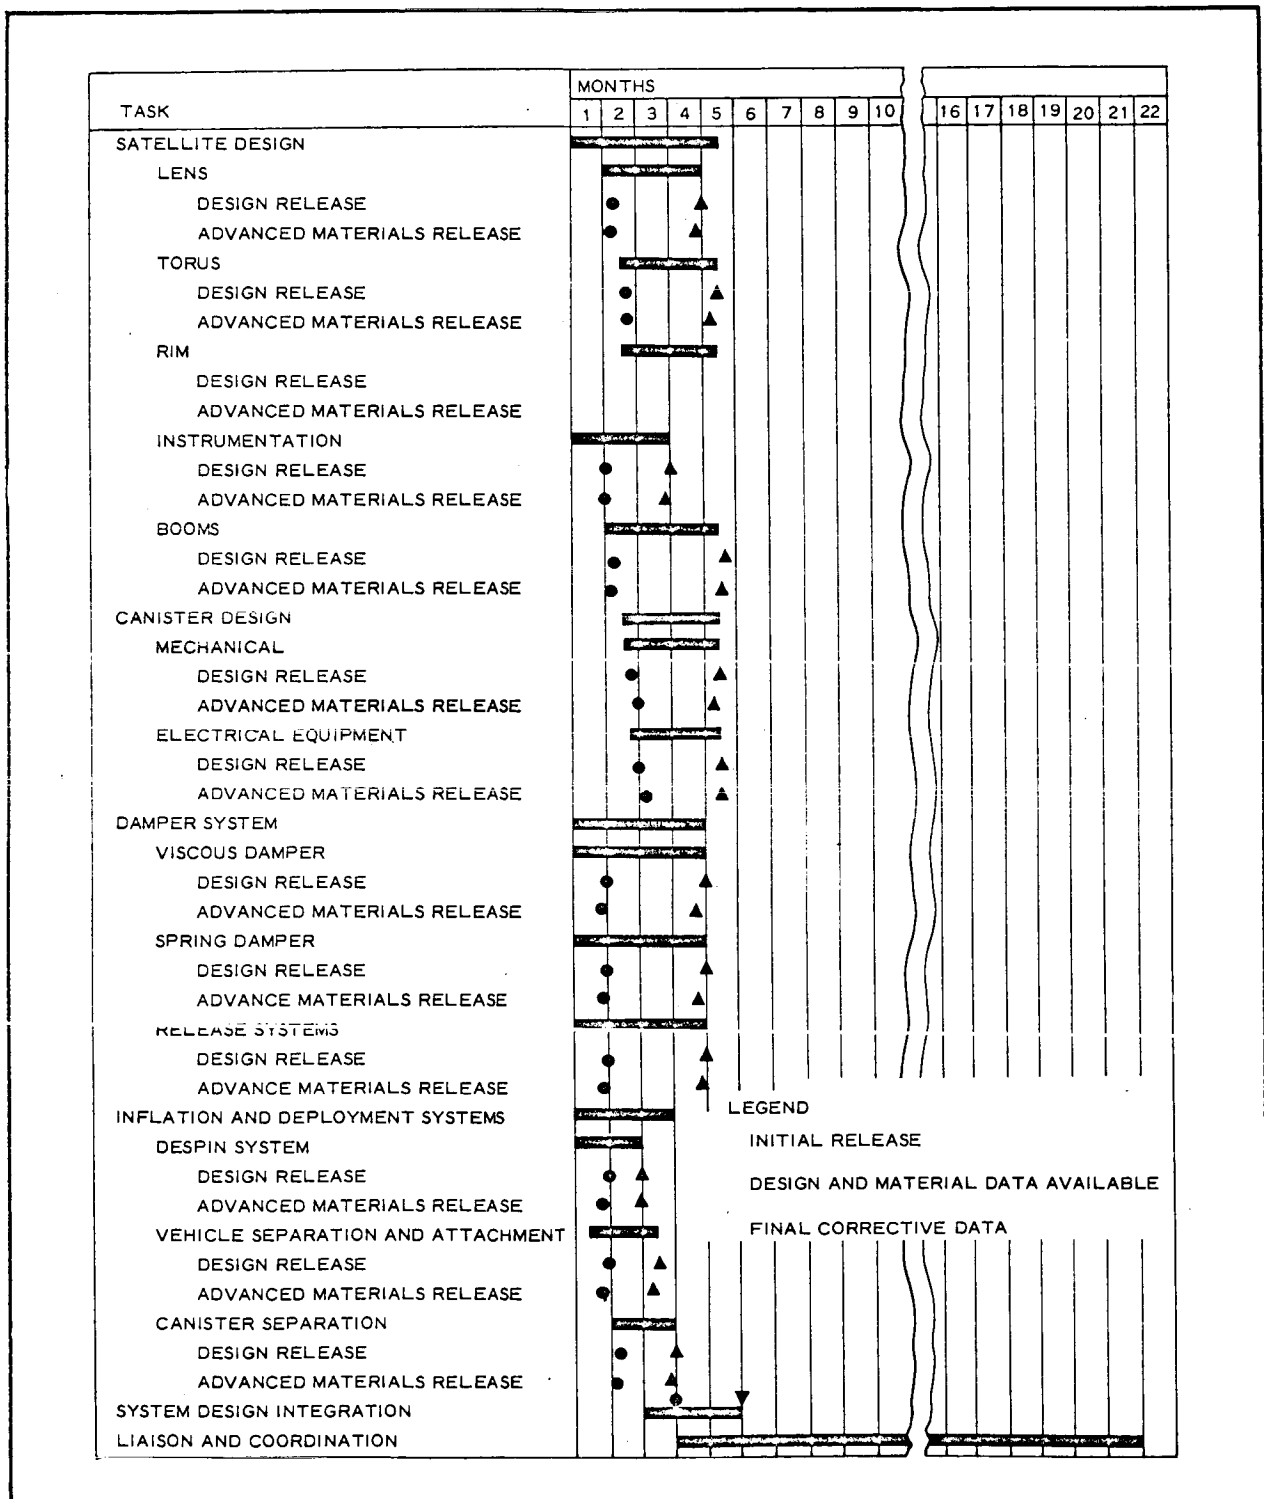 MONTHS
TASK 1 2 3 4 5 6 7 8 9 10 16 17 18 19 20 21 22
SATELLITE DESIGN
LENS
DESIGN RELEASE
ADVANCED MATERIALS RELEASE
TORUS
DESIGN RELEASE
ADVANCED MATERIALS RELEASE
RIM
DESIGN RELEASE
ADVANCED MATERIALS RELEASE
INSTRUMENTATION
DESIGN RELEASE
ADVANCED MATERIALS RELEASE
BOOMS
DESIGN RELEASE
ADVANCED MATERIALS RELEASE
CANISTER DESIGN
MECHANICAL
DESIGN RELEASE
ADVANCED MATERIALS RELEASE
ELECTRICAL EQUIPMENT
DESIGN RELEASE
ADVANCED MATERIALS RELEASE
DAMPER SYSTEM
VISCOUS DAMPER
DESIGN RELEASE
ADVANCED MATERIALS RELEASE
SPRING DAMPER
DESIGN RELEASE
ADVANCE MATERIALS RELEASE
RELEASE SYSTEMS
DESIGN RELEASE
ADVANCE MATERIALS RELEASE
LEGEND
INFLATION AND DEPLOYMENT SYSTEMS
INITIAL RELEASE
DESPIN SYSTEM
DESIGN RELEASE
DESIGN AND MATERIAL DATA AVAILABLE
ADVANCED MATERIALS RELEASE
FINAL CORRECTIVE DATA
VEHICLE SEPARATION AND ATTACHMENT
DESIGN RELEASE
ADVANCED MATERIALS RELEASE
CANISTER SEPARATION
DESIGN RELEASE
ADVANCED MATERIALS RELEASE
SYSTEM DESIGN INTEGRATION
LIAISON AND COORDINATION